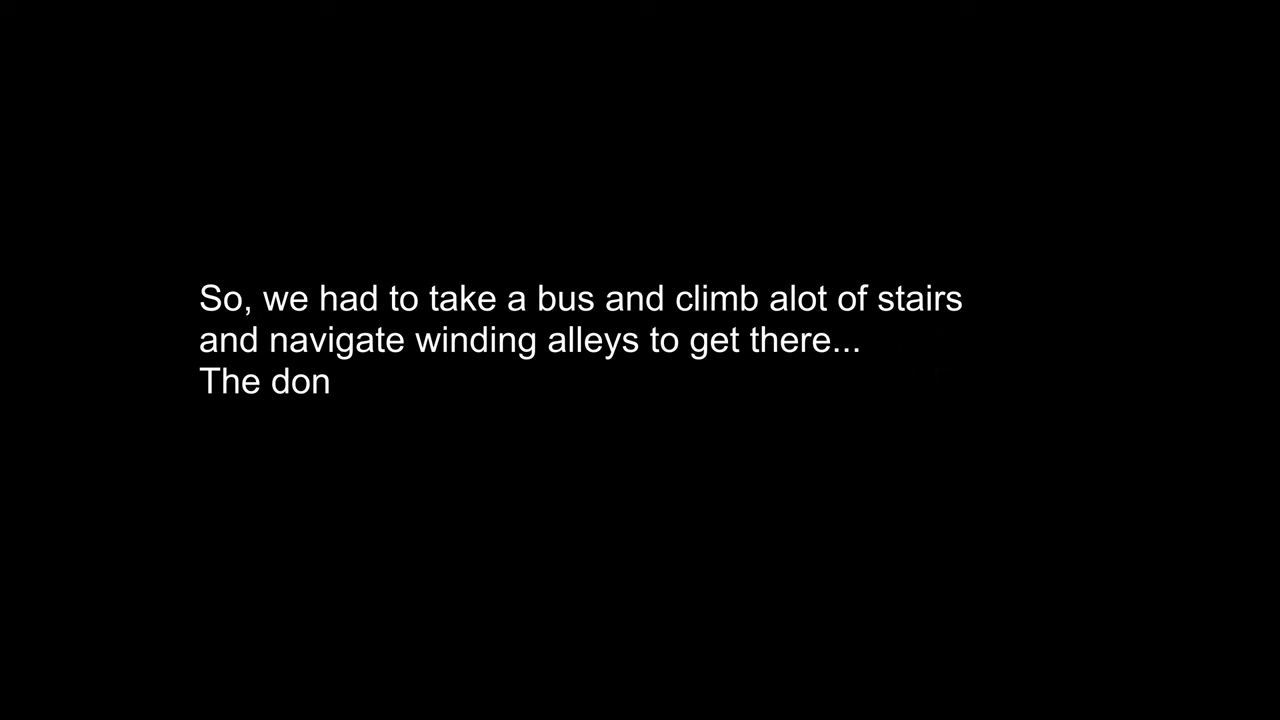 So, we had to take a bus and climb alot of stairs
and navigate winding alleys to get there...
The don